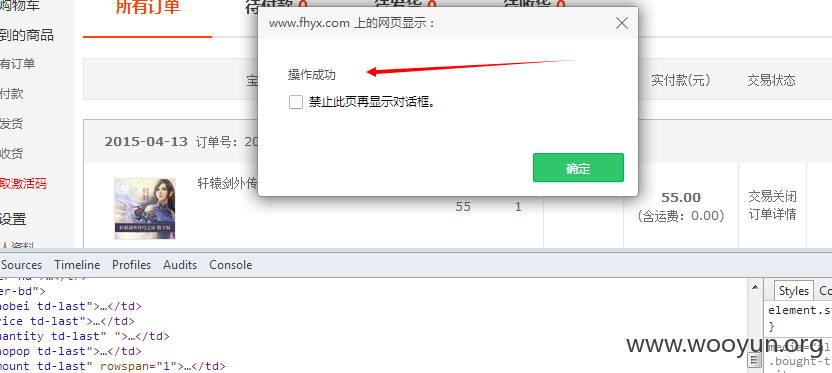 购物车
所有订单
待付款 0
待发货 0
待收货 0
到的商品
有订单
付款
发货
收货
取激活码
设置
人资料
www.fhyx.com 上的网页显示：
操作成功
禁止此页再显示对话框。
确定
宝
实付款(元)
交易状态
2015-04-13 订单号：20
轩辕剑外传
55
1
55.00
(含运费：0.00)
交易关闭
订单详情
Sources Timeline Profiles Audits Console
er-bd">
aobei td-last">…</td>
rice td-last">…</td>
uantity td-last" ">…</td>
hopop td-last">…</td>
mount td-last" rowspan="1">…</td>
Styles Co
element.st
}
.bought-t
www.wooyun.org